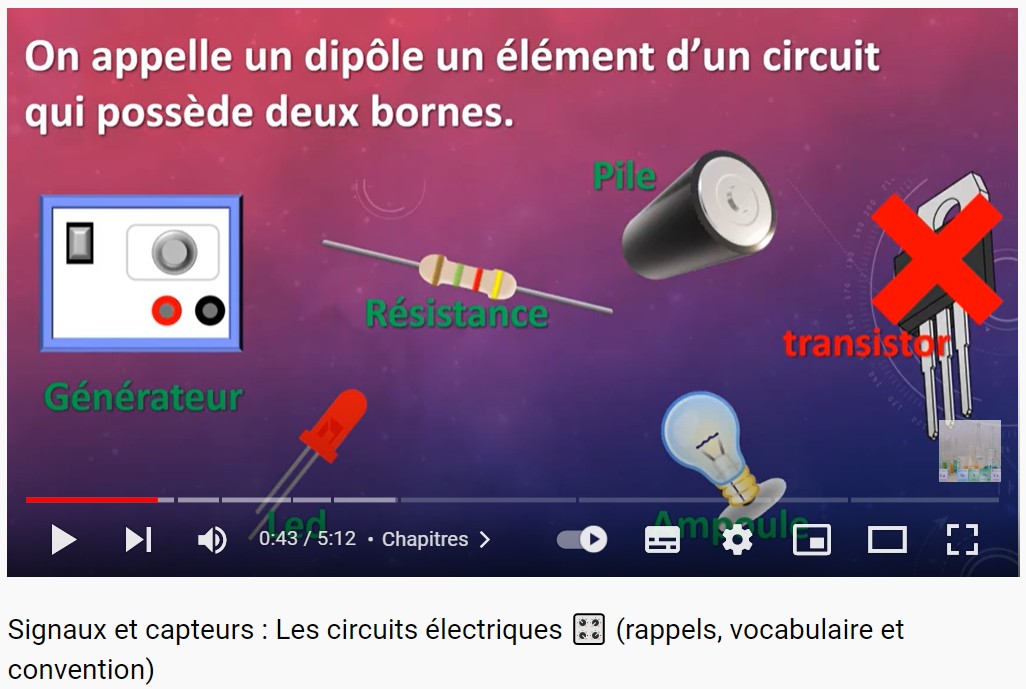 On appelle un dipôle un élément d’un circuit
qui possède deux bornes.
Pile
Résistance
transistor
Générateur
Led
Ampoule
0:43 / 5:12 • Chapitres
Signaux et capteurs : Les circuits électriques (rappels, vocabulaire et
convention)